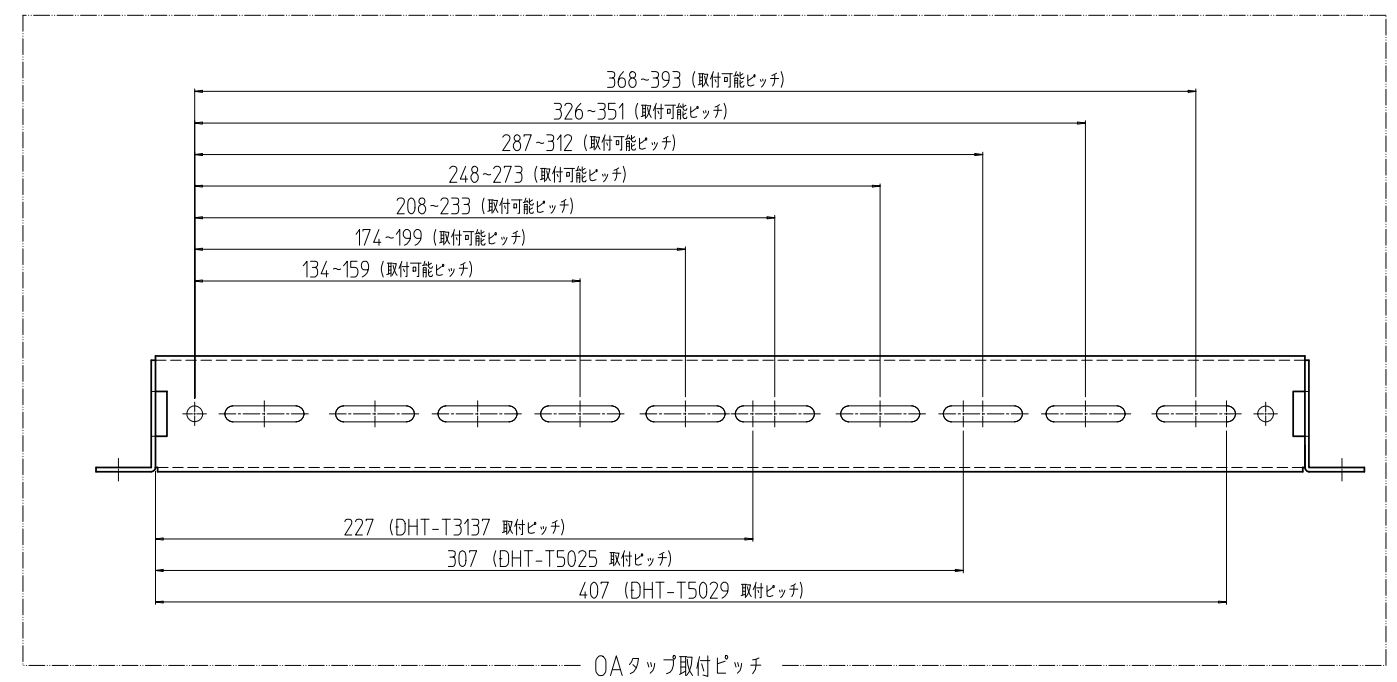 368~393 (取付可能ピッチ)
326~351 (取付可能ピッチ)
287~312 (取付可能ピッチ)
248~273 (取付可能ピッチ)
208~233 (取付可能ピッチ)
174~199 (取付可能ピッチ)
134~159 (取付可能ピッチ)
227 (DHT-T3137 取付ピッチ)
307 (DHT-T5025 取付ピッチ)
407 (DHT-T5029 取付ピッチ)
OAタップ取付ピッチ